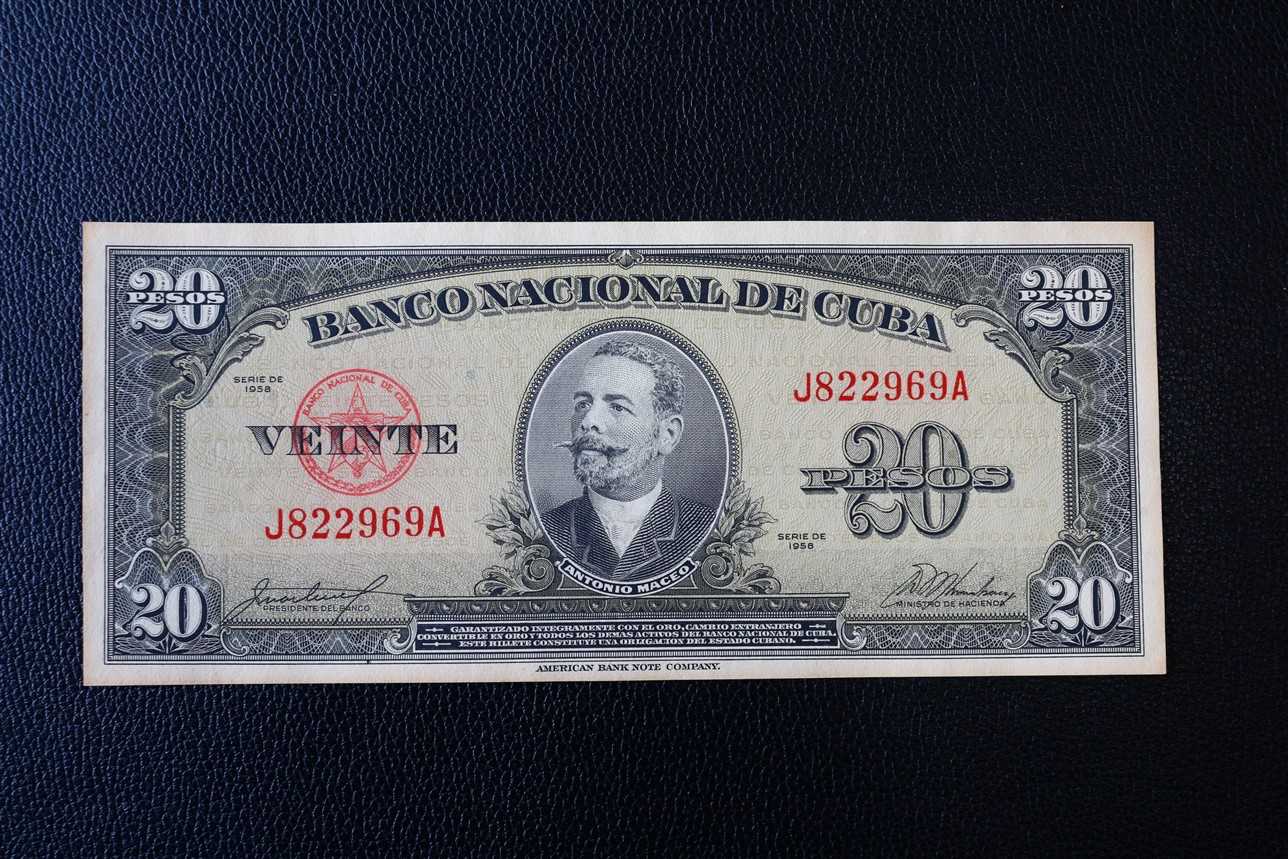 20
PESOS
20
PESOS
BANCO NACIONAL DE CUBA
SERIE DE
1958
BANCO NACIONAL DE CUBA
VEINTE
J822969A
J822969A
20
PESOS
SERIE DE
1958
ANTONIO MACEO
20
PRESIDENTE DEL BANCO
MINISTRO DE HACIENDA
20
GARANTIZADO INTEGRAMENTE CON EL ORO, CAMBIO EXTRANJERO
CONVERTIBLE EN ORO Y TODOS LOS DEMAS ACTIVOS DEL BANCO NACIONAL DE CUBA.
ESTE BILLETE CONSTITUYE UNA OBLIGACION DEL ESTADO CUBANO.
AMERICAN BANK NOTE COMPANY.